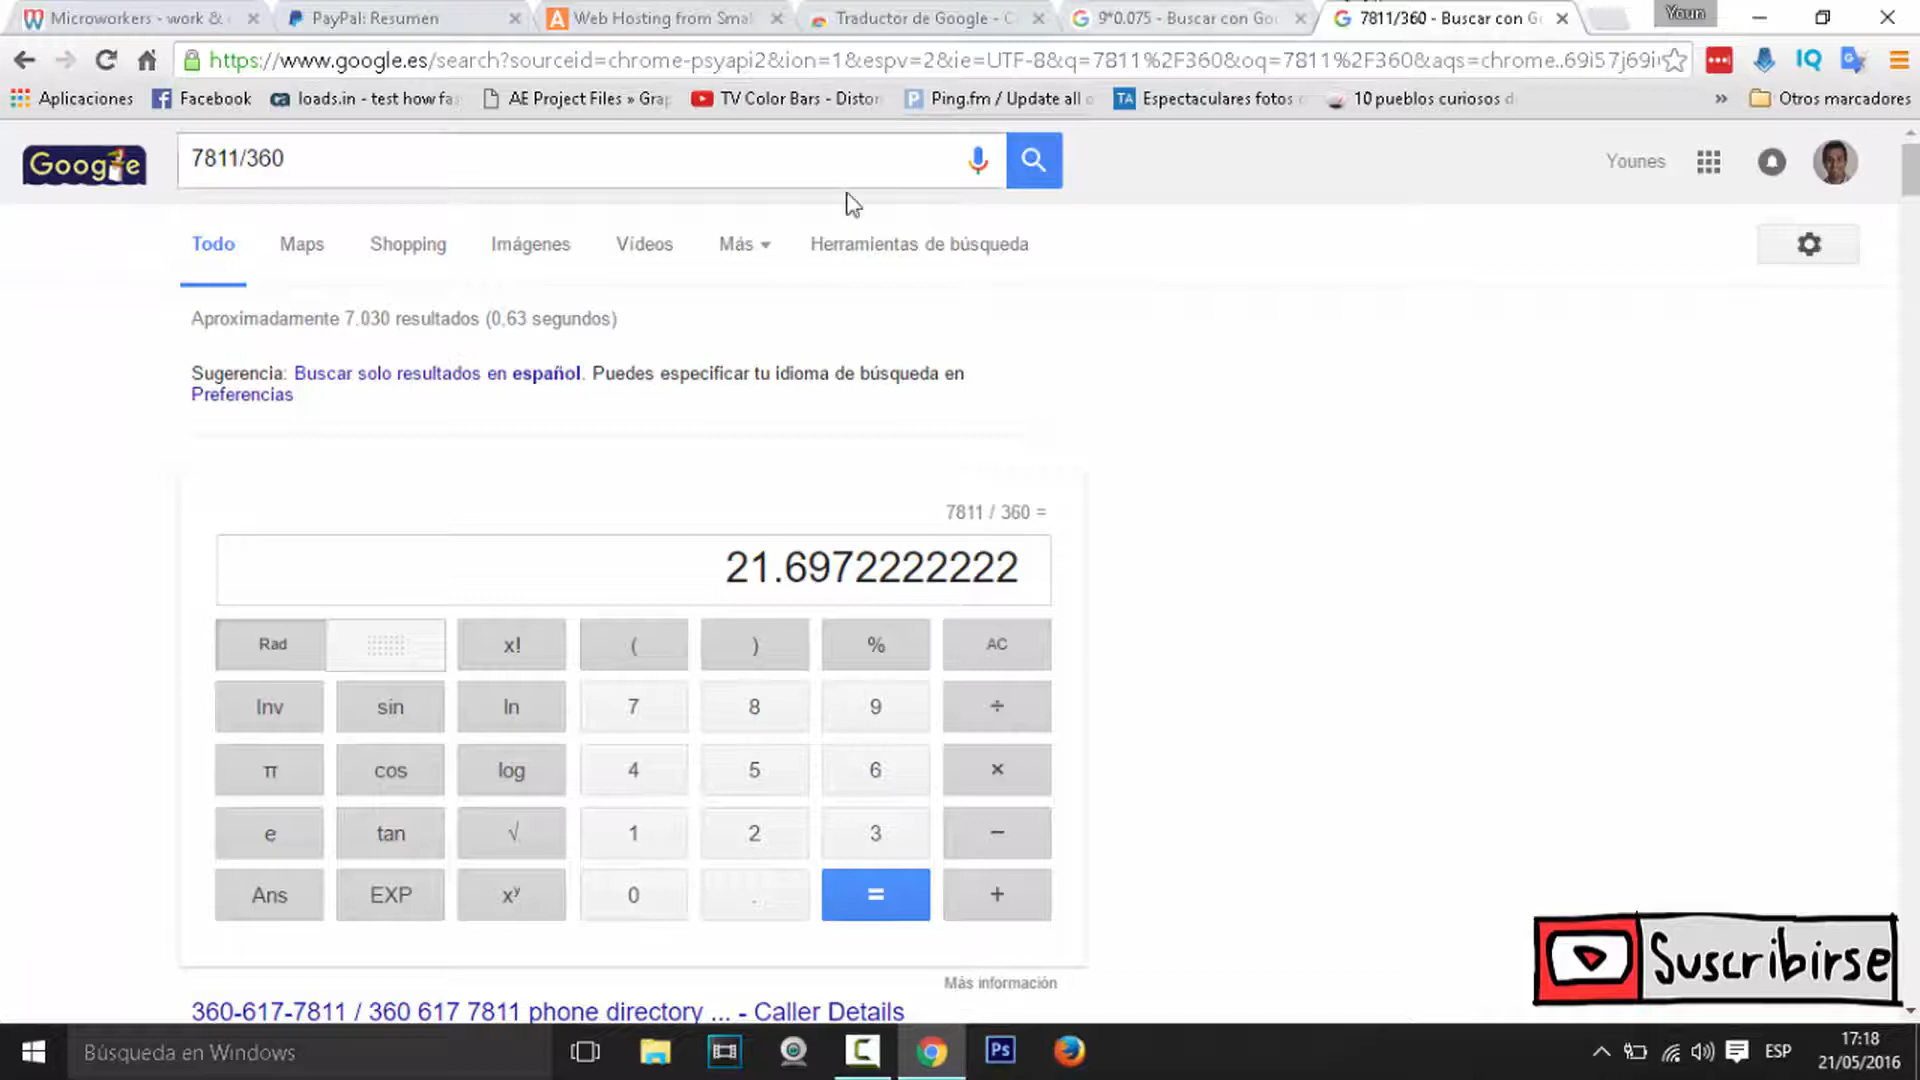 Microworkers - work &
PayPal: Resumen
Web Hosting from Smal
Traductor de Google - C
9*0.075 - Buscar con Go
7811/360 - Buscar con G
Youn
https://www.google.es/search?sourceid=chrome-psyapi2&ion=1&espv=2&ie=UTF-8&q=7811%2F360&oq=7811%2F360&aqs=chrome..69i57j69i
IQ
Aplicaciones
Facebook
loads.in - test how fa
AE Project Files » Gra
TV Color Bars - Distor
Ping.fm / Update all
TA
Espectaculares fotos
10 pueblos curiosos d
»
Otros marcadores
Google
7811/360
Younes
Todo
Maps
Shopping
Imágenes
Vídeos
Más
Herramientas de búsqueda
Aproximadamente 7.030 resultados (0,63 segundos)
Sugerencia: Buscar solo resultados en español. Puedes especificar tu idioma de búsqueda en
Preferencias
7811 / 360 =
21.6972222222
Rad
x!
(
)
%
AC
Inv
sin
ln
7
8
9
÷
π
cos
log
4
5
6
×
e
tan
√
1
2
3
−
Ans
EXP
xʸ
0
.
=
+
Más información
Suscribirse
360-617-7811 / 360 617 7811 phone directory ... - Caller Details
Búsqueda en Windows
Ps
ESP
17:18
21/05/2016